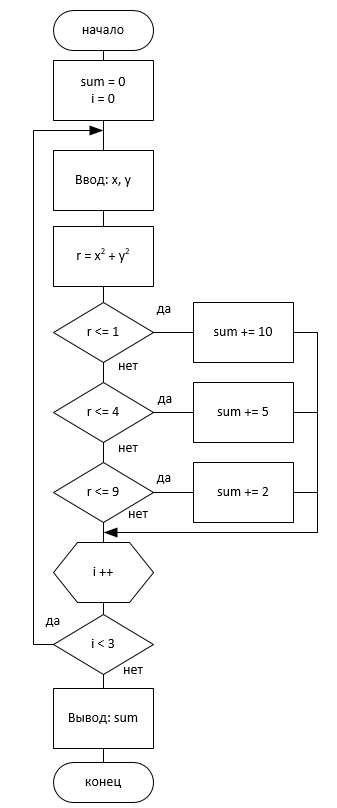 начало
sum = 0
i = 0
Ввод: x, y
r = x² + y²
да
r <= 1
sum += 10
нет
да
r <= 4
sum += 5
нет
да
r <= 9
sum += 2
нет
i ++
да
i < 3
нет
Вывод: sum
конец